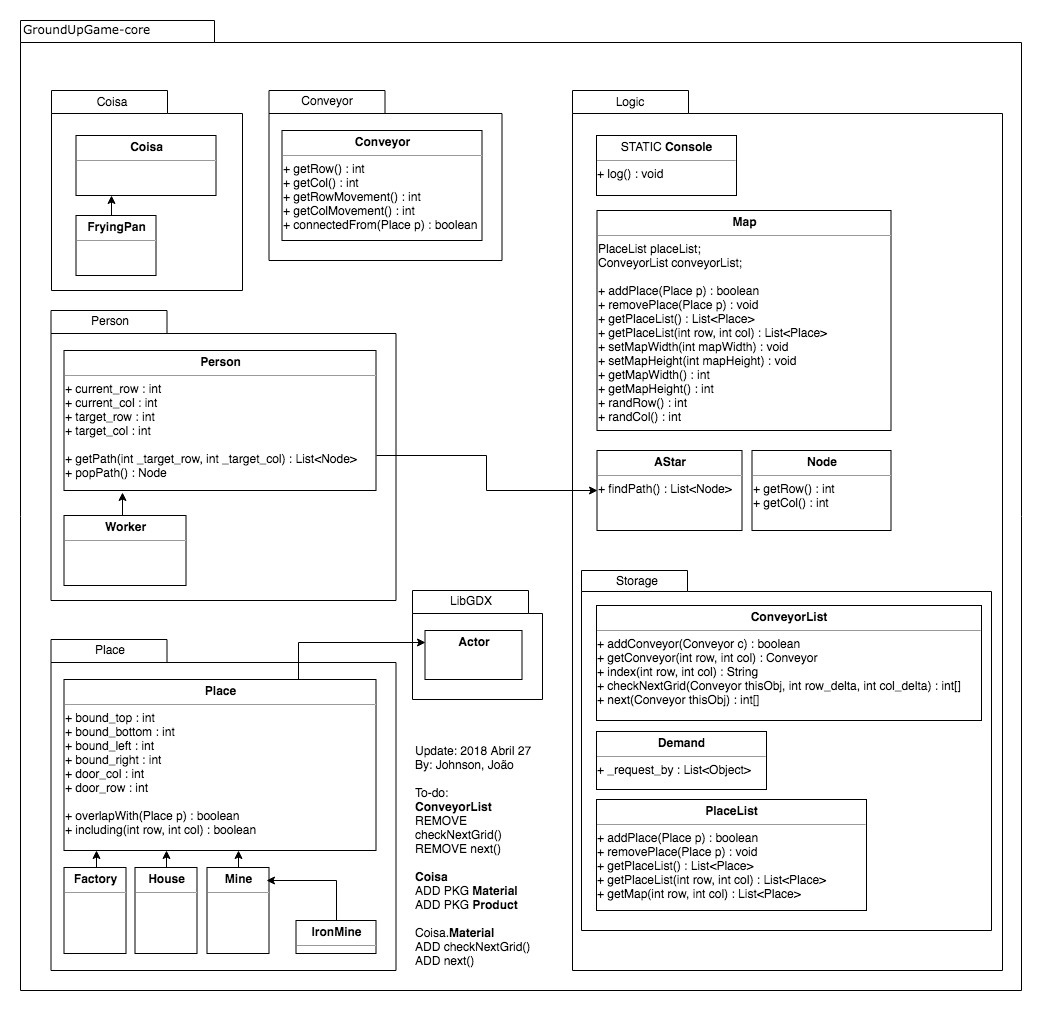 GroundUpGame-core
Coisa
Coisa
FryingPan
Conveyor
Conveyor
+ getRow() : int
+ getCol() : int
+ getRowMovement() : int
+ getColMovement() : int
+ connectedFrom(Place p) : boolean
Person
Person
+ current_row : int
+ current_col : int
+ target_row : int
+ target_col : int
+ getPath(int _target_row, int _target_col) : List<Node>
+ popPath() : Node
Worker
Place
Place
+ bound_top : int
+ bound_bottom : int
+ bound_left : int
+ bound_right : int
+ door_col : int
+ door_row : int
+ overlapWith(Place p) : boolean
+ including(int row, int col) : boolean
Factory
House
Mine
IronMine
LibGDX
Actor
Update: 2018 Abril 27
By: Johnson, João
To-do:
ConveyorList
REMOVE
checkNextGrid()
REMOVE next()
Coisa
ADD PKG Material
ADD PKG Product
Coisa.Material
ADD checkNextGrid()
ADD next()
Logic
STATIC Console
+ log() : void
Map
PlaceList placeList;
ConveyorList conveyorList;
+ addPlace(Place p) : boolean
+ removePlace(Place p) : void
+ getPlaceList() : List<Place>
+ getPlaceList(int row, int col) : List<Place>
+ setMapWidth(int mapWidth) : void
+ setMapHeight(int mapHeight) : void
+ getMapWidth() : int
+ getMapHeight() : int
+ randRow() : int
+ randCol() : int
AStar
+ findPath() : List<Node>
Node
+ getRow() : int
+ getCol() : int
Storage
ConveyorList
+ addConveyor(Conveyor c) : boolean
+ getConveyor(int row, int col) : Conveyor
+ index(int row, int col) : String
+ checkNextGrid(Conveyor thisObj, int row_delta, int col_delta) : int[]
+ next(Conveyor thisObj) : int[]
Demand
+ _request_by : List<Object>
PlaceList
+ addPlace(Place p) : boolean
+ removePlace(Place p) : void
+ getPlaceList() : List<Place>
+ getPlaceList(int row, int col) : List<Place>
+ getMap(int row, int col) : List<Place>